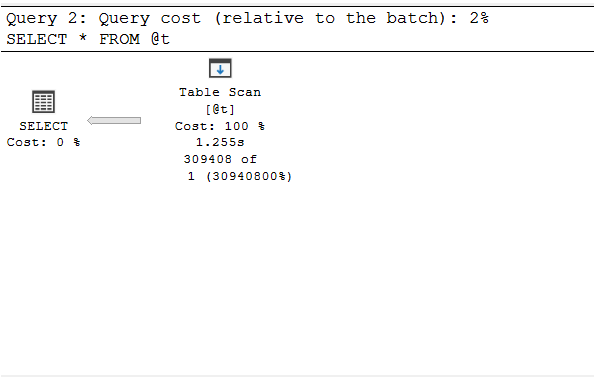 Query 2: Query cost (relative to the batch): 2%
SELECT * FROM @t
Table Scan
[@t]
Cost: 100 %
1.255s
309408 of
1 (30940800%)
SELECT
Cost: 0 %